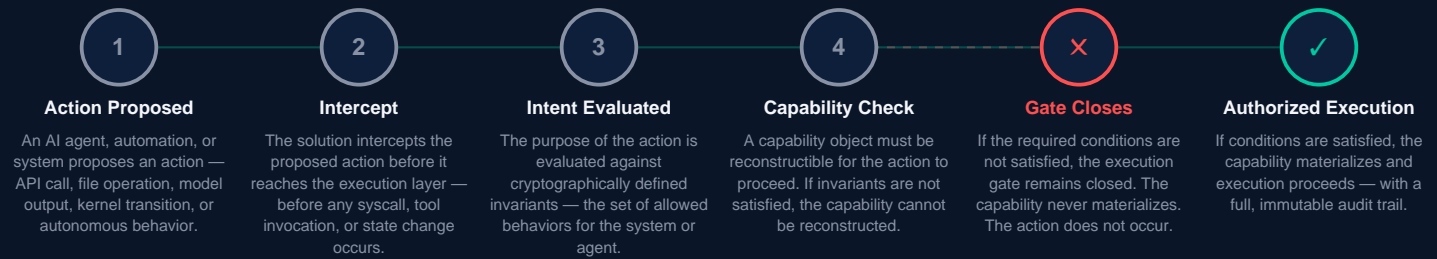 1
Action Proposed
An AI agent, automation, or
system proposes an action —
API call, file operation, model
output, kernel transition, or
autonomous behavior.
2
Intercept
The solution intercepts the
proposed action before it
reaches the execution layer —
before any syscall, tool
invocation, or state change
occurs.
3
Intent Evaluated
The purpose of the action is
evaluated against
cryptographically defined
invariants — the set of allowed
behaviors for the system or
agent.
4
Capability Check
A capability object must be
reconstructible for the action to
proceed. If invariants are not
satisfied, the capability cannot
be reconstructed.
✕
Gate Closes
If the required conditions are
not satisfied, the execution
gate remains closed. The
capability never materializes.
The action does not occur.
✓
Authorized Execution
If conditions are satisfied, the
capability materializes and
execution proceeds — with a
full, immutable audit trail.